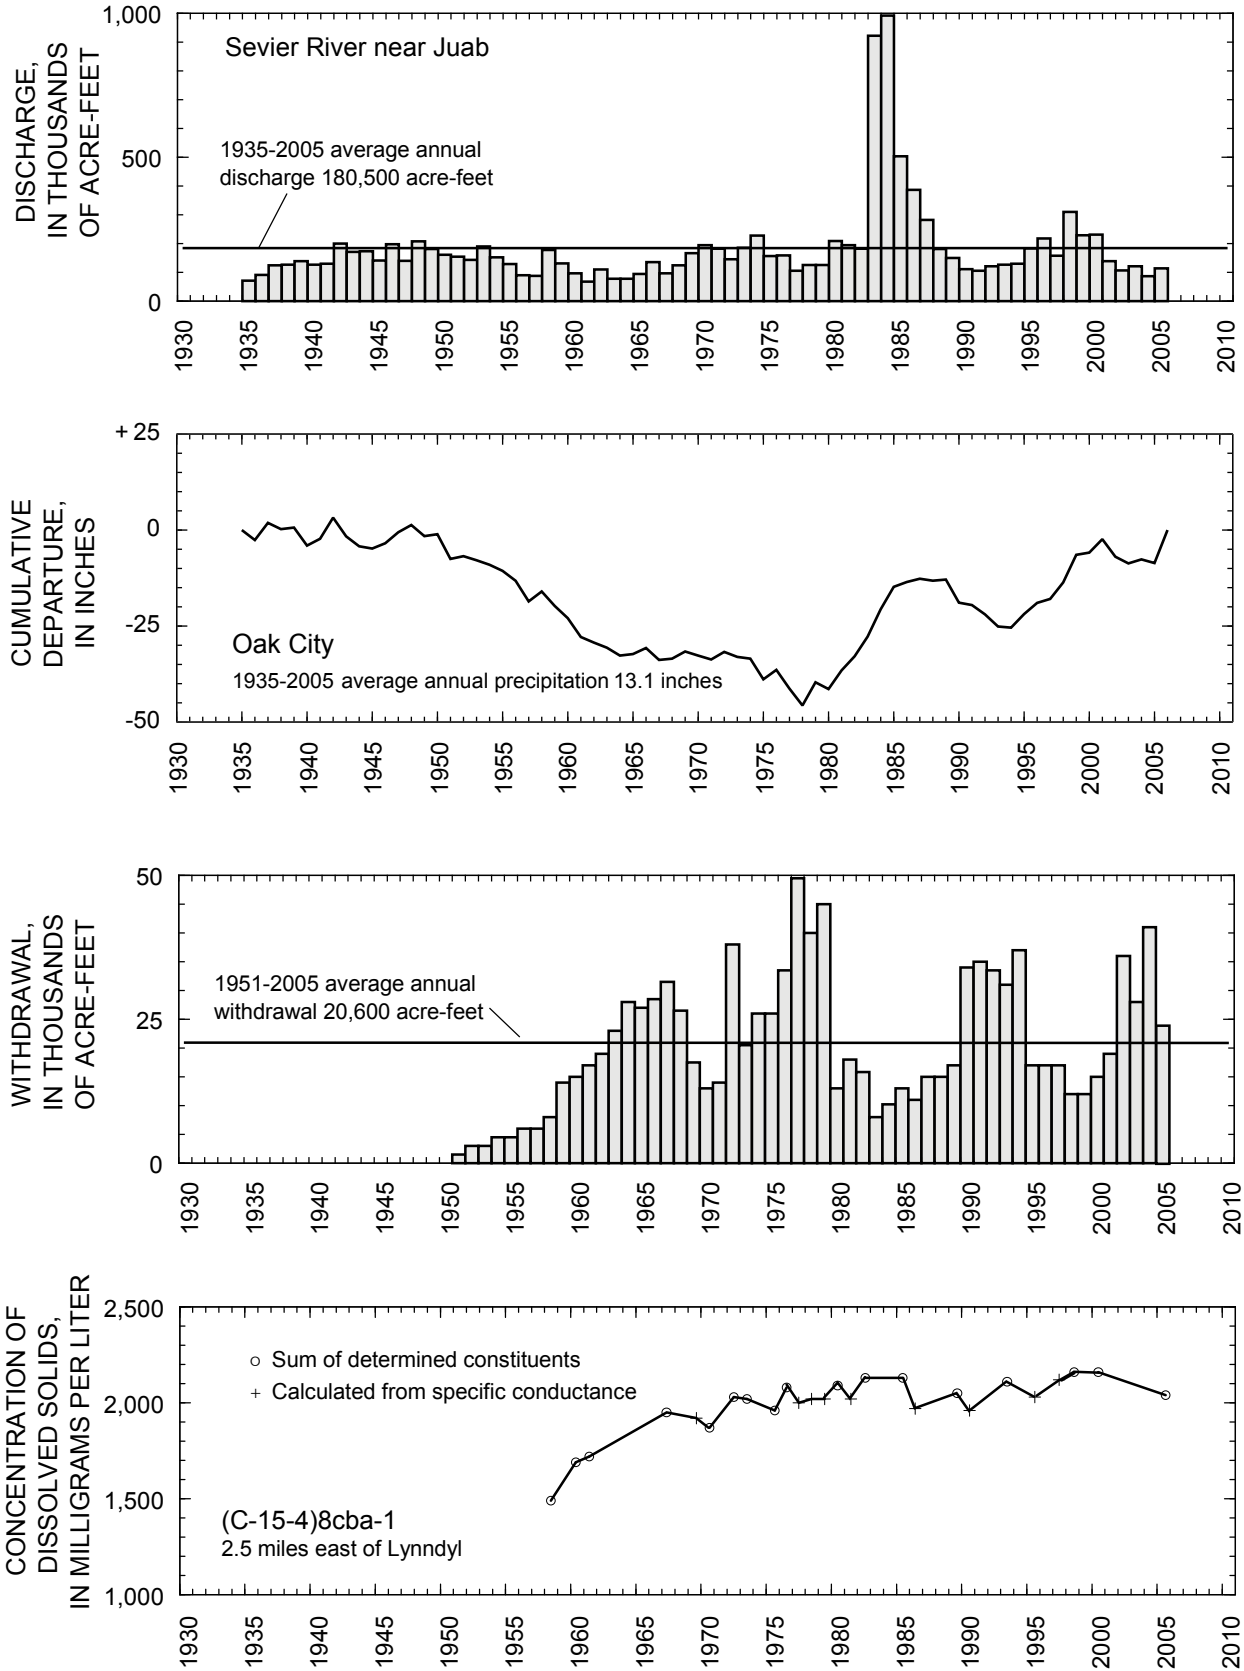 DISCHARGE,
IN THOUSANDS
OF ACRE-FEET
1,000
500
0
Sevier River near Juab
1935-2005 average annual
discharge 180,500 acre-feet
1930 1935 1940 1945 1950 1955 1960 1965 1970 1975 1980 1985 1990 1995 2000 2005 2010
CUMULATIVE
DEPARTURE,
IN INCHES
+ 25
0
-25
-50
Oak City
1935-2005 average annual precipitation 13.1 inches
1930 1935 1940 1945 1950 1955 1960 1965 1970 1975 1980 1985 1990 1995 2000 2005 2010
WITHDRAWAL,
IN THOUSANDS
OF ACRE-FEET
50
25
0
1951-2005 average annual
withdrawal 20,600 acre-feet
1930 1935 1940 1945 1950 1955 1960 1965 1970 1975 1980 1985 1990 1995 2000 2005 2010
CONCENTRATION OF
DISSOLVED SOLIDS,
IN MILLIGRAMS PER LITER
2,500
2,000
1,500
1,000
Sum of determined constituents
Calculated from specific conductance
(C-15-4)8cba-1
2.5 miles east of Lynndyl
1930 1935 1940 1945 1950 1955 1960 1965 1970 1975 1980 1985 1990 1995 2000 2005 2010